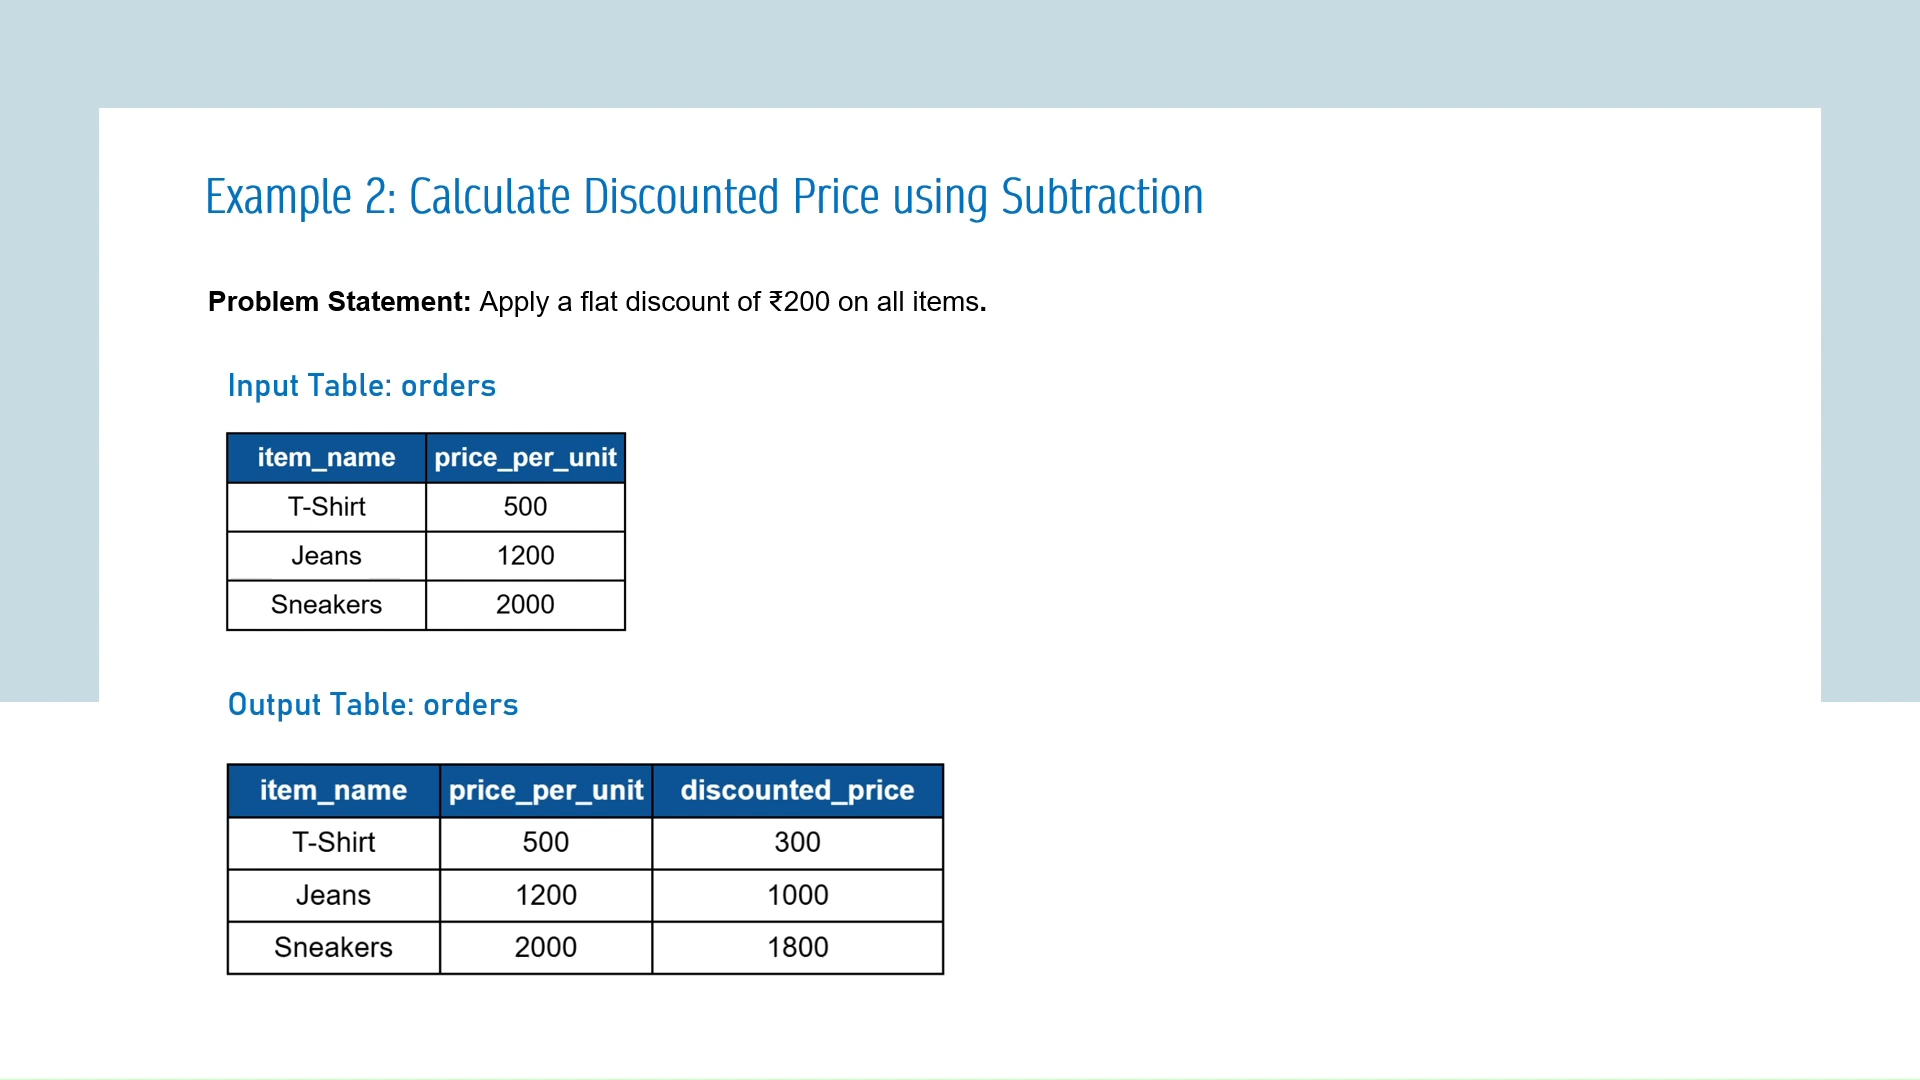 Example 2: Calculate Discounted Price using Subtraction
Problem Statement: Apply a flat discount of ₹200 on all items.
Input Table: orders
item_name price_per_unit
T-Shirt 500
Jeans 1200
Sneakers 2000
Output Table: orders
item_name price_per_unit discounted_price
T-Shirt 500 300
Jeans 1200 1000
Sneakers 2000 1800